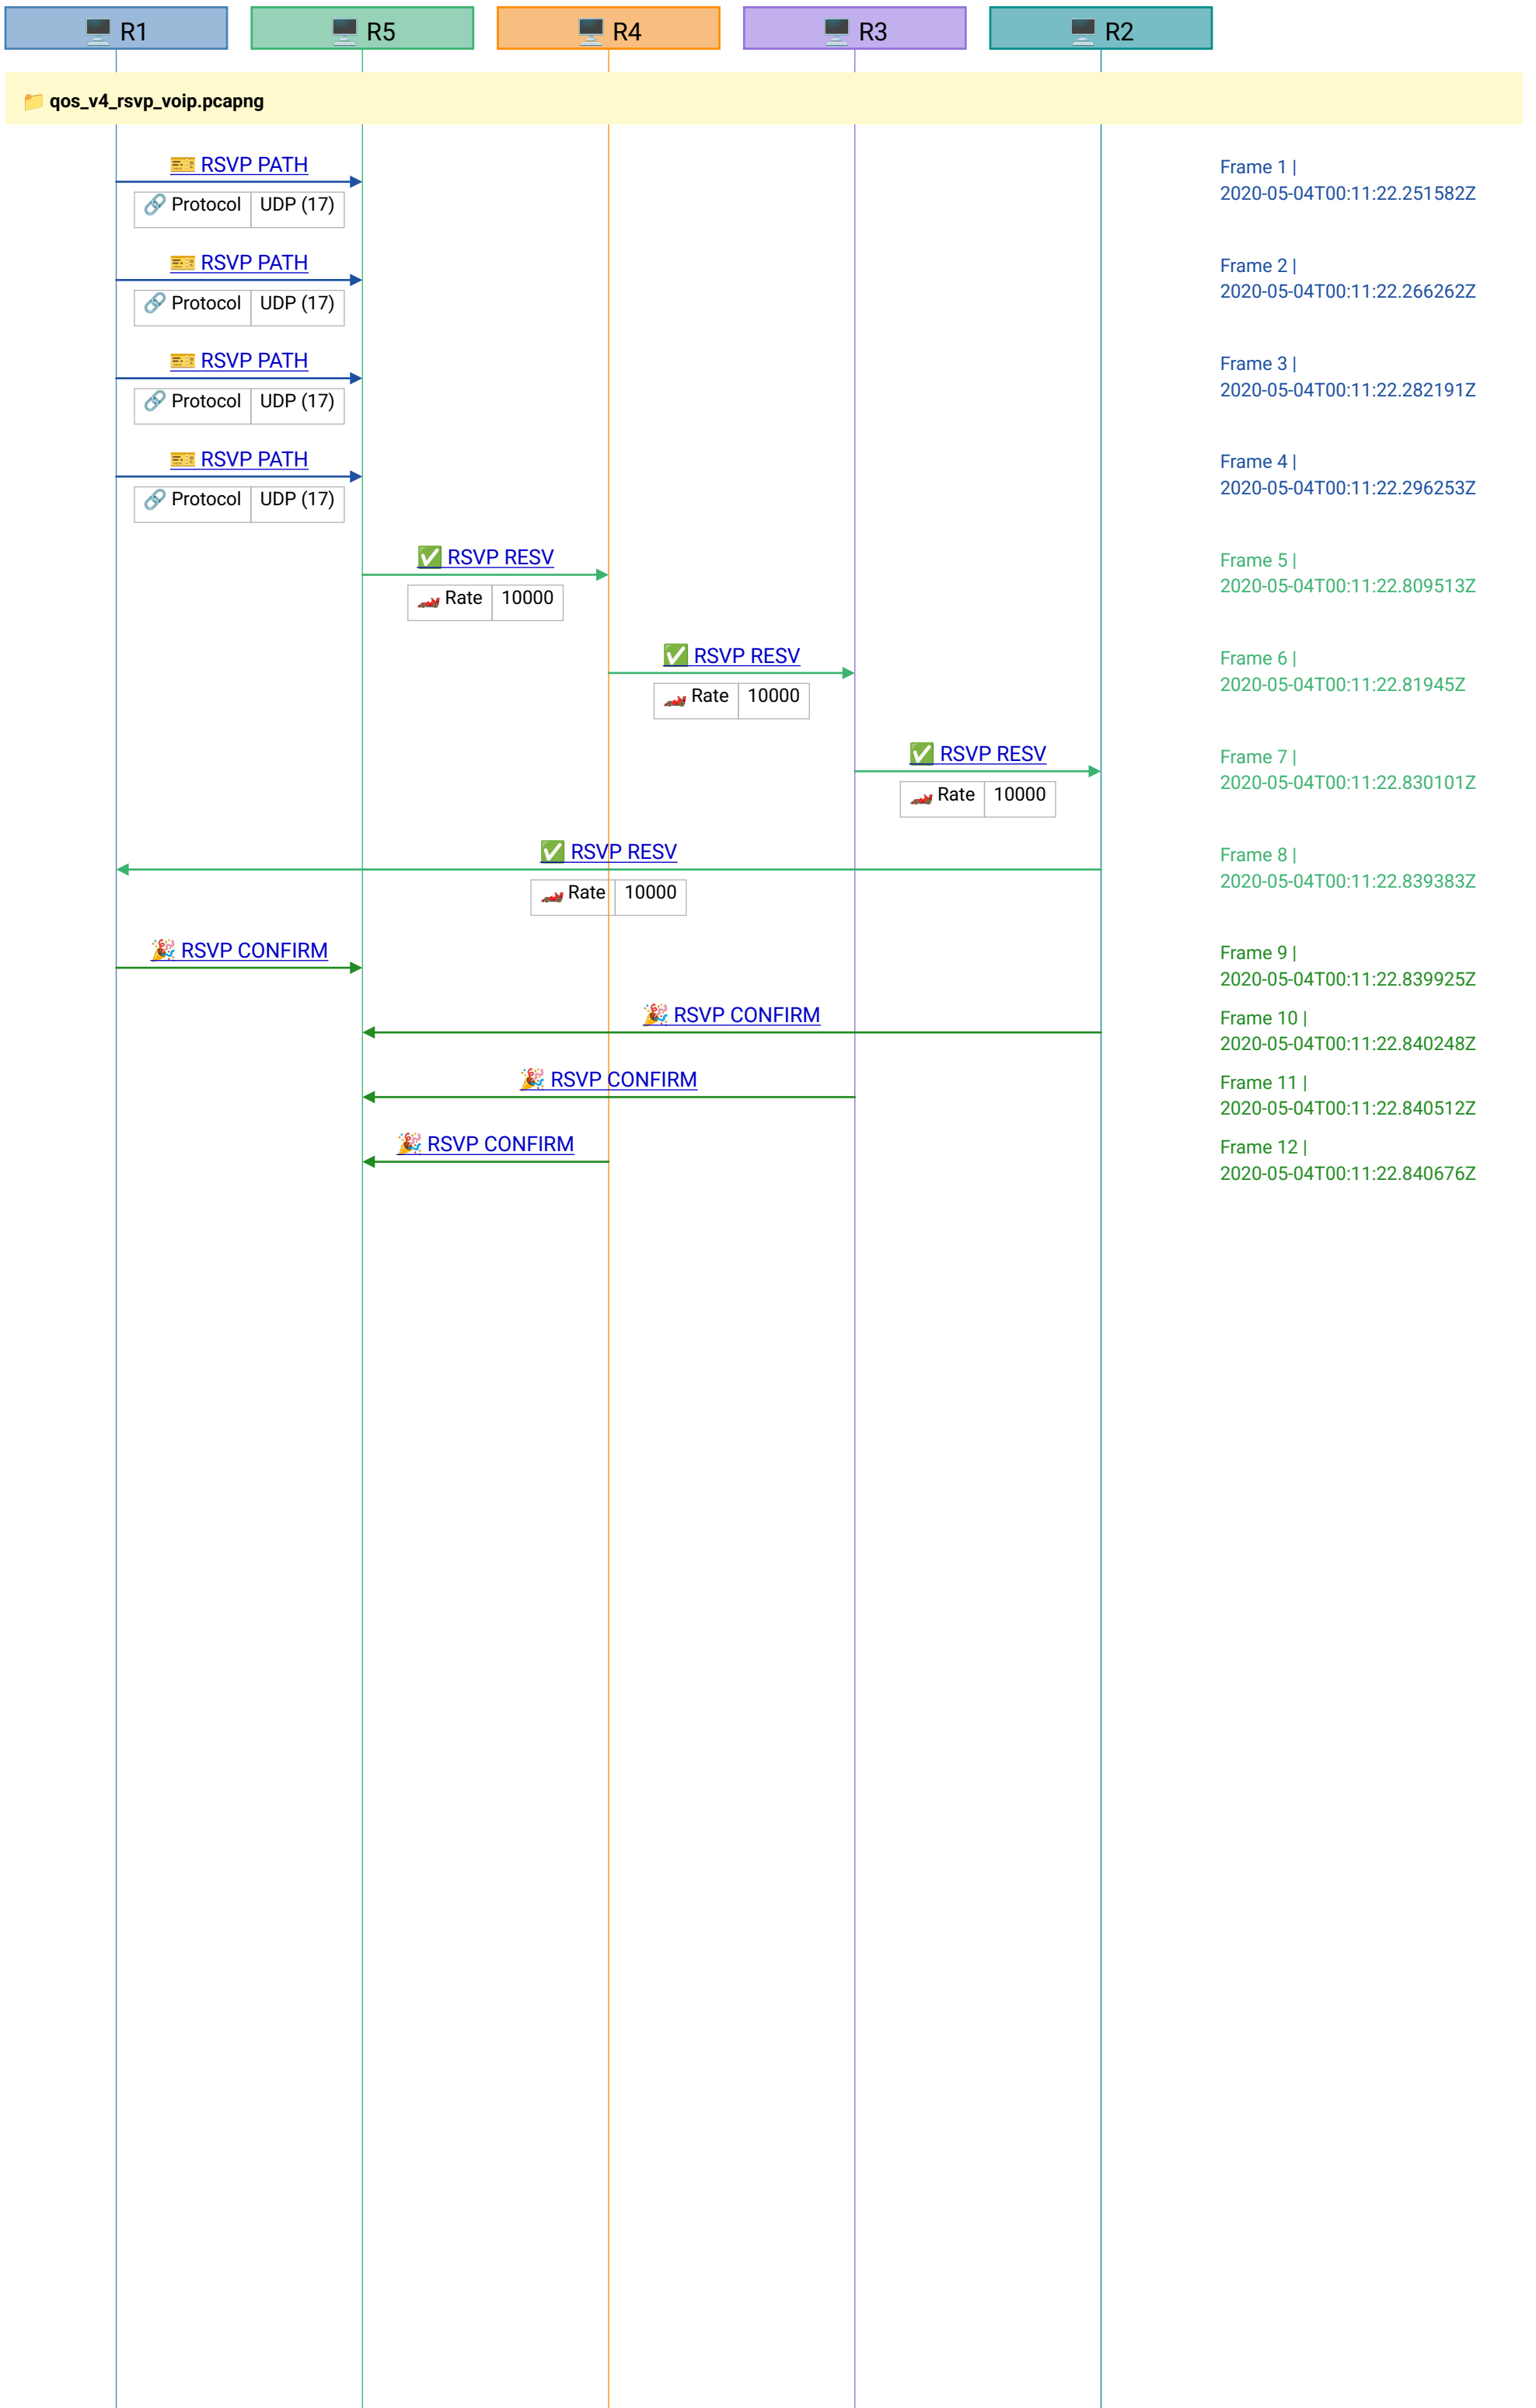 R1 R5 R4 R3 R2
qos_v4_rsvp_voip.pcapng
RSVP PATH
Protocol UDP (17)
Frame 1 |
2020-05-04T00:11:22.251582Z
RSVP PATH
Protocol UDP (17)
Frame 2 |
2020-05-04T00:11:22.266262Z
RSVP PATH
Protocol UDP (17)
Frame 3 |
2020-05-04T00:11:22.282191Z
RSVP PATH
Protocol UDP (17)
Frame 4 |
2020-05-04T00:11:22.296253Z
RSVP RESV
Rate 10000
Frame 5 |
2020-05-04T00:11:22.809513Z
RSVP RESV
Rate 10000
Frame 6 |
2020-05-04T00:11:22.81945Z
RSVP RESV
Rate 10000
Frame 7 |
2020-05-04T00:11:22.830101Z
RSVP RESV
Rate 10000
Frame 8 |
2020-05-04T00:11:22.839383Z
RSVP CONFIRM
Frame 9 |
2020-05-04T00:11:22.839925Z
RSVP CONFIRM
Frame 10 |
2020-05-04T00:11:22.840248Z
RSVP CONFIRM
Frame 11 |
2020-05-04T00:11:22.840512Z
RSVP CONFIRM
Frame 12 |
2020-05-04T00:11:22.840676Z